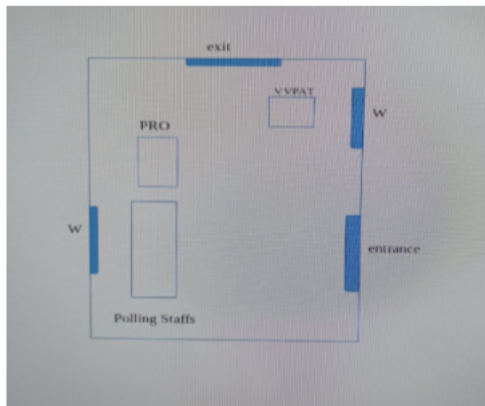 exit
VVPAT
W
PRO
W
entrance
Polling Staffs